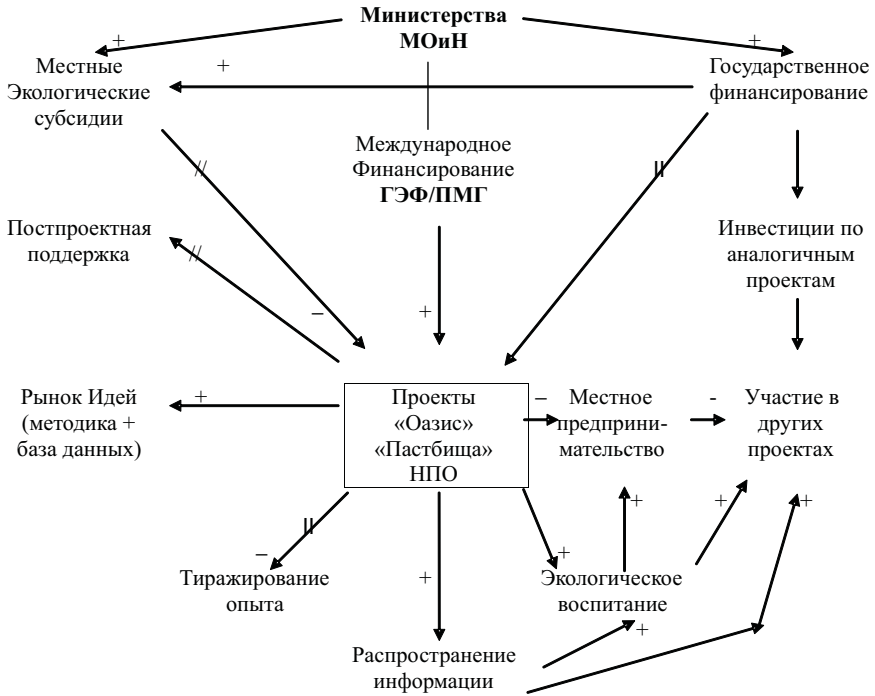 Министерства
МОиН
+
+
Местные
Экологические
субсидии
+
Государственное
финансирование
Международное
Финансирование
ГЭФ/ПМГ
//
||
Постпроектная
поддержка
//
Инвестиции по
аналогичным
проектам
–
+
Рынок Идей
(методика +
база данных)
+
Проекты
«Оазис»
«Пастбища»
НПО
–
Местное
предприни-
мательство
-
Участие в
других
проектах
||
–
Тиражирование
опыта
+
+
Экологическое
воспитание
+
+
+
+
Распространение
информации